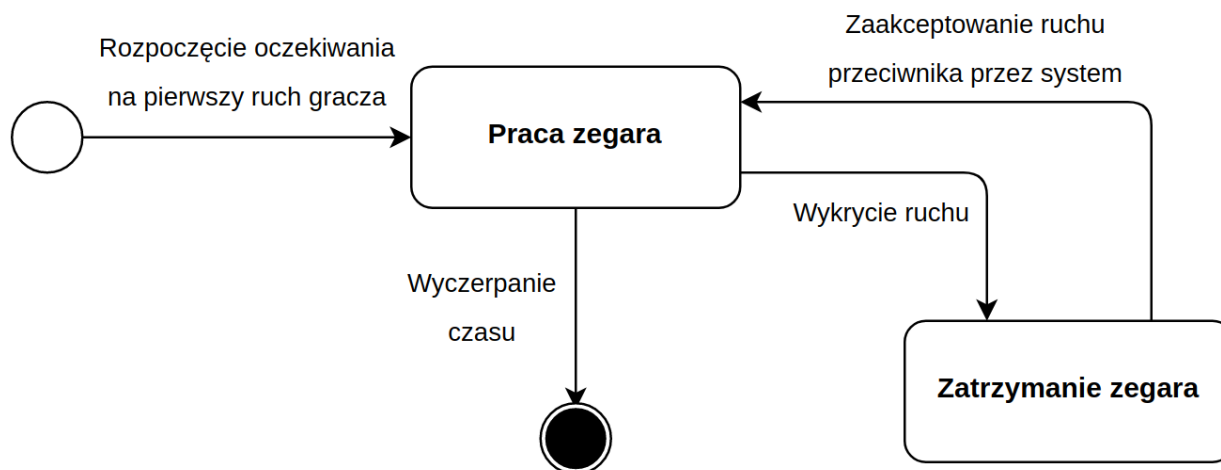 Rozpoczęcie oczekiwania
na pierwszy ruch gracza
Praca zegara
Zaakceptowanie ruchu
przeciwnika przez system
Wykrycie ruchu
Wyczerpanie
czasu
Zatrzymanie zegara